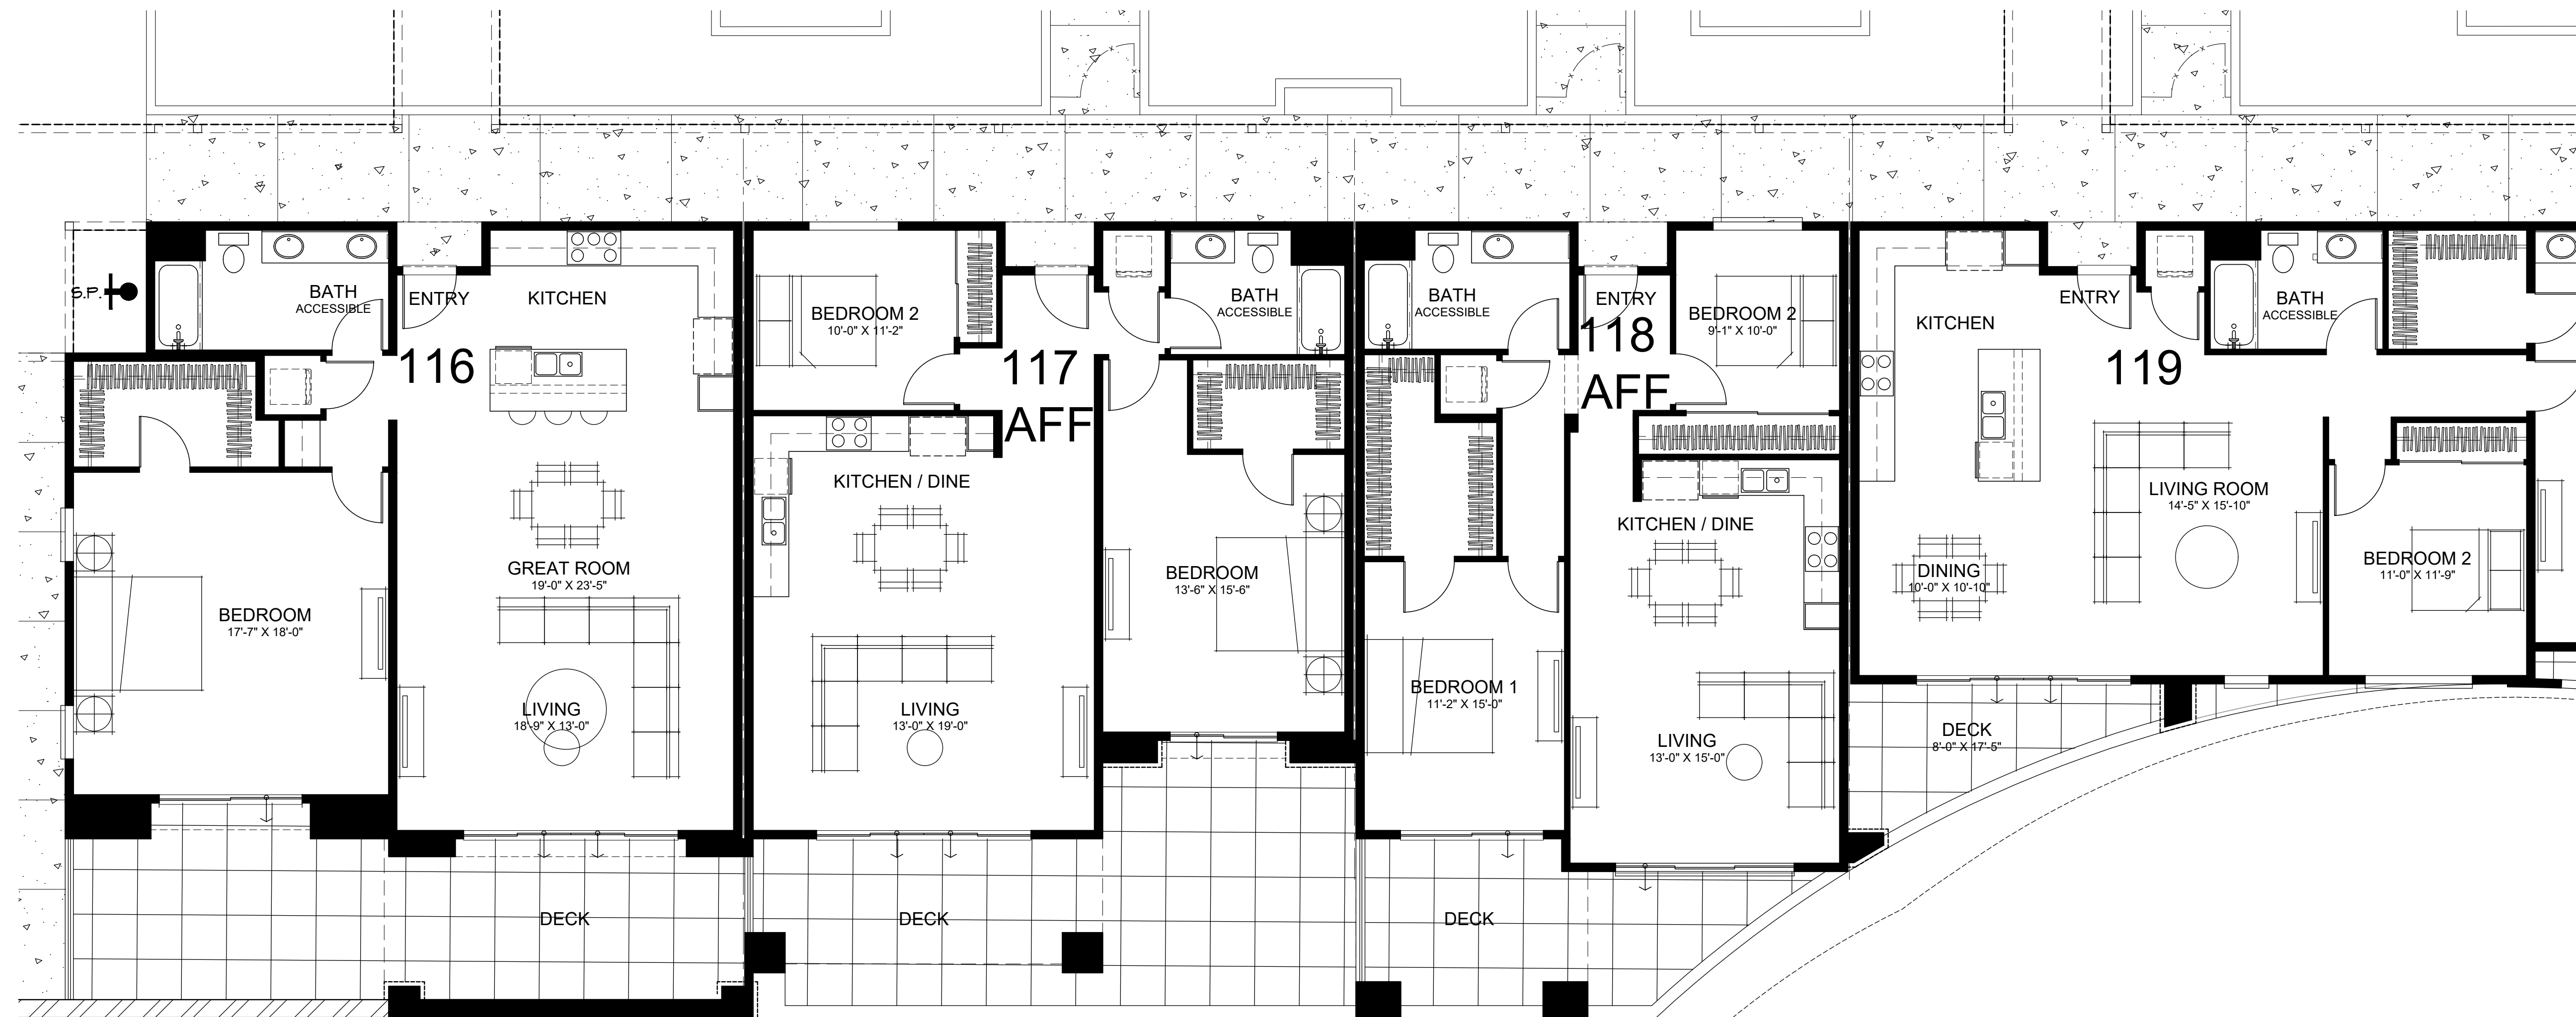 S.P.
BATH
ACCESSIBLE
ENTRY
KITCHEN
116
GREAT ROOM
19'-0" X 23'-5"
BEDROOM
17'-7" X 18'-0"
LIVING
18'-9" X 13'-0"
DECK
BEDROOM 2
10'-0" X 11'-2"
117
AFF
BATH
ACCESSIBLE
KITCHEN / DINE
BEDROOM
13'-6" X 15'-6"
LIVING
13'-0" X 19'-0"
DECK
BATH
ACCESSIBLE
ENTRY
118
AFF
BEDROOM 2
9'-1" X 10'-0"
KITCHEN / DINE
BEDROOM 1
11'-2" X 15'-0"
LIVING
13'-0" X 15'-0"
DECK
KITCHEN
ENTRY
119
BATH
ACCESSIBLE
LIVING ROOM
14'-5" X 15'-10"
DINING
10'-0" X 10'-10"
BEDROOM 2
11'-0" X 11'-9"
DECK
8'-0" X 17'-5"